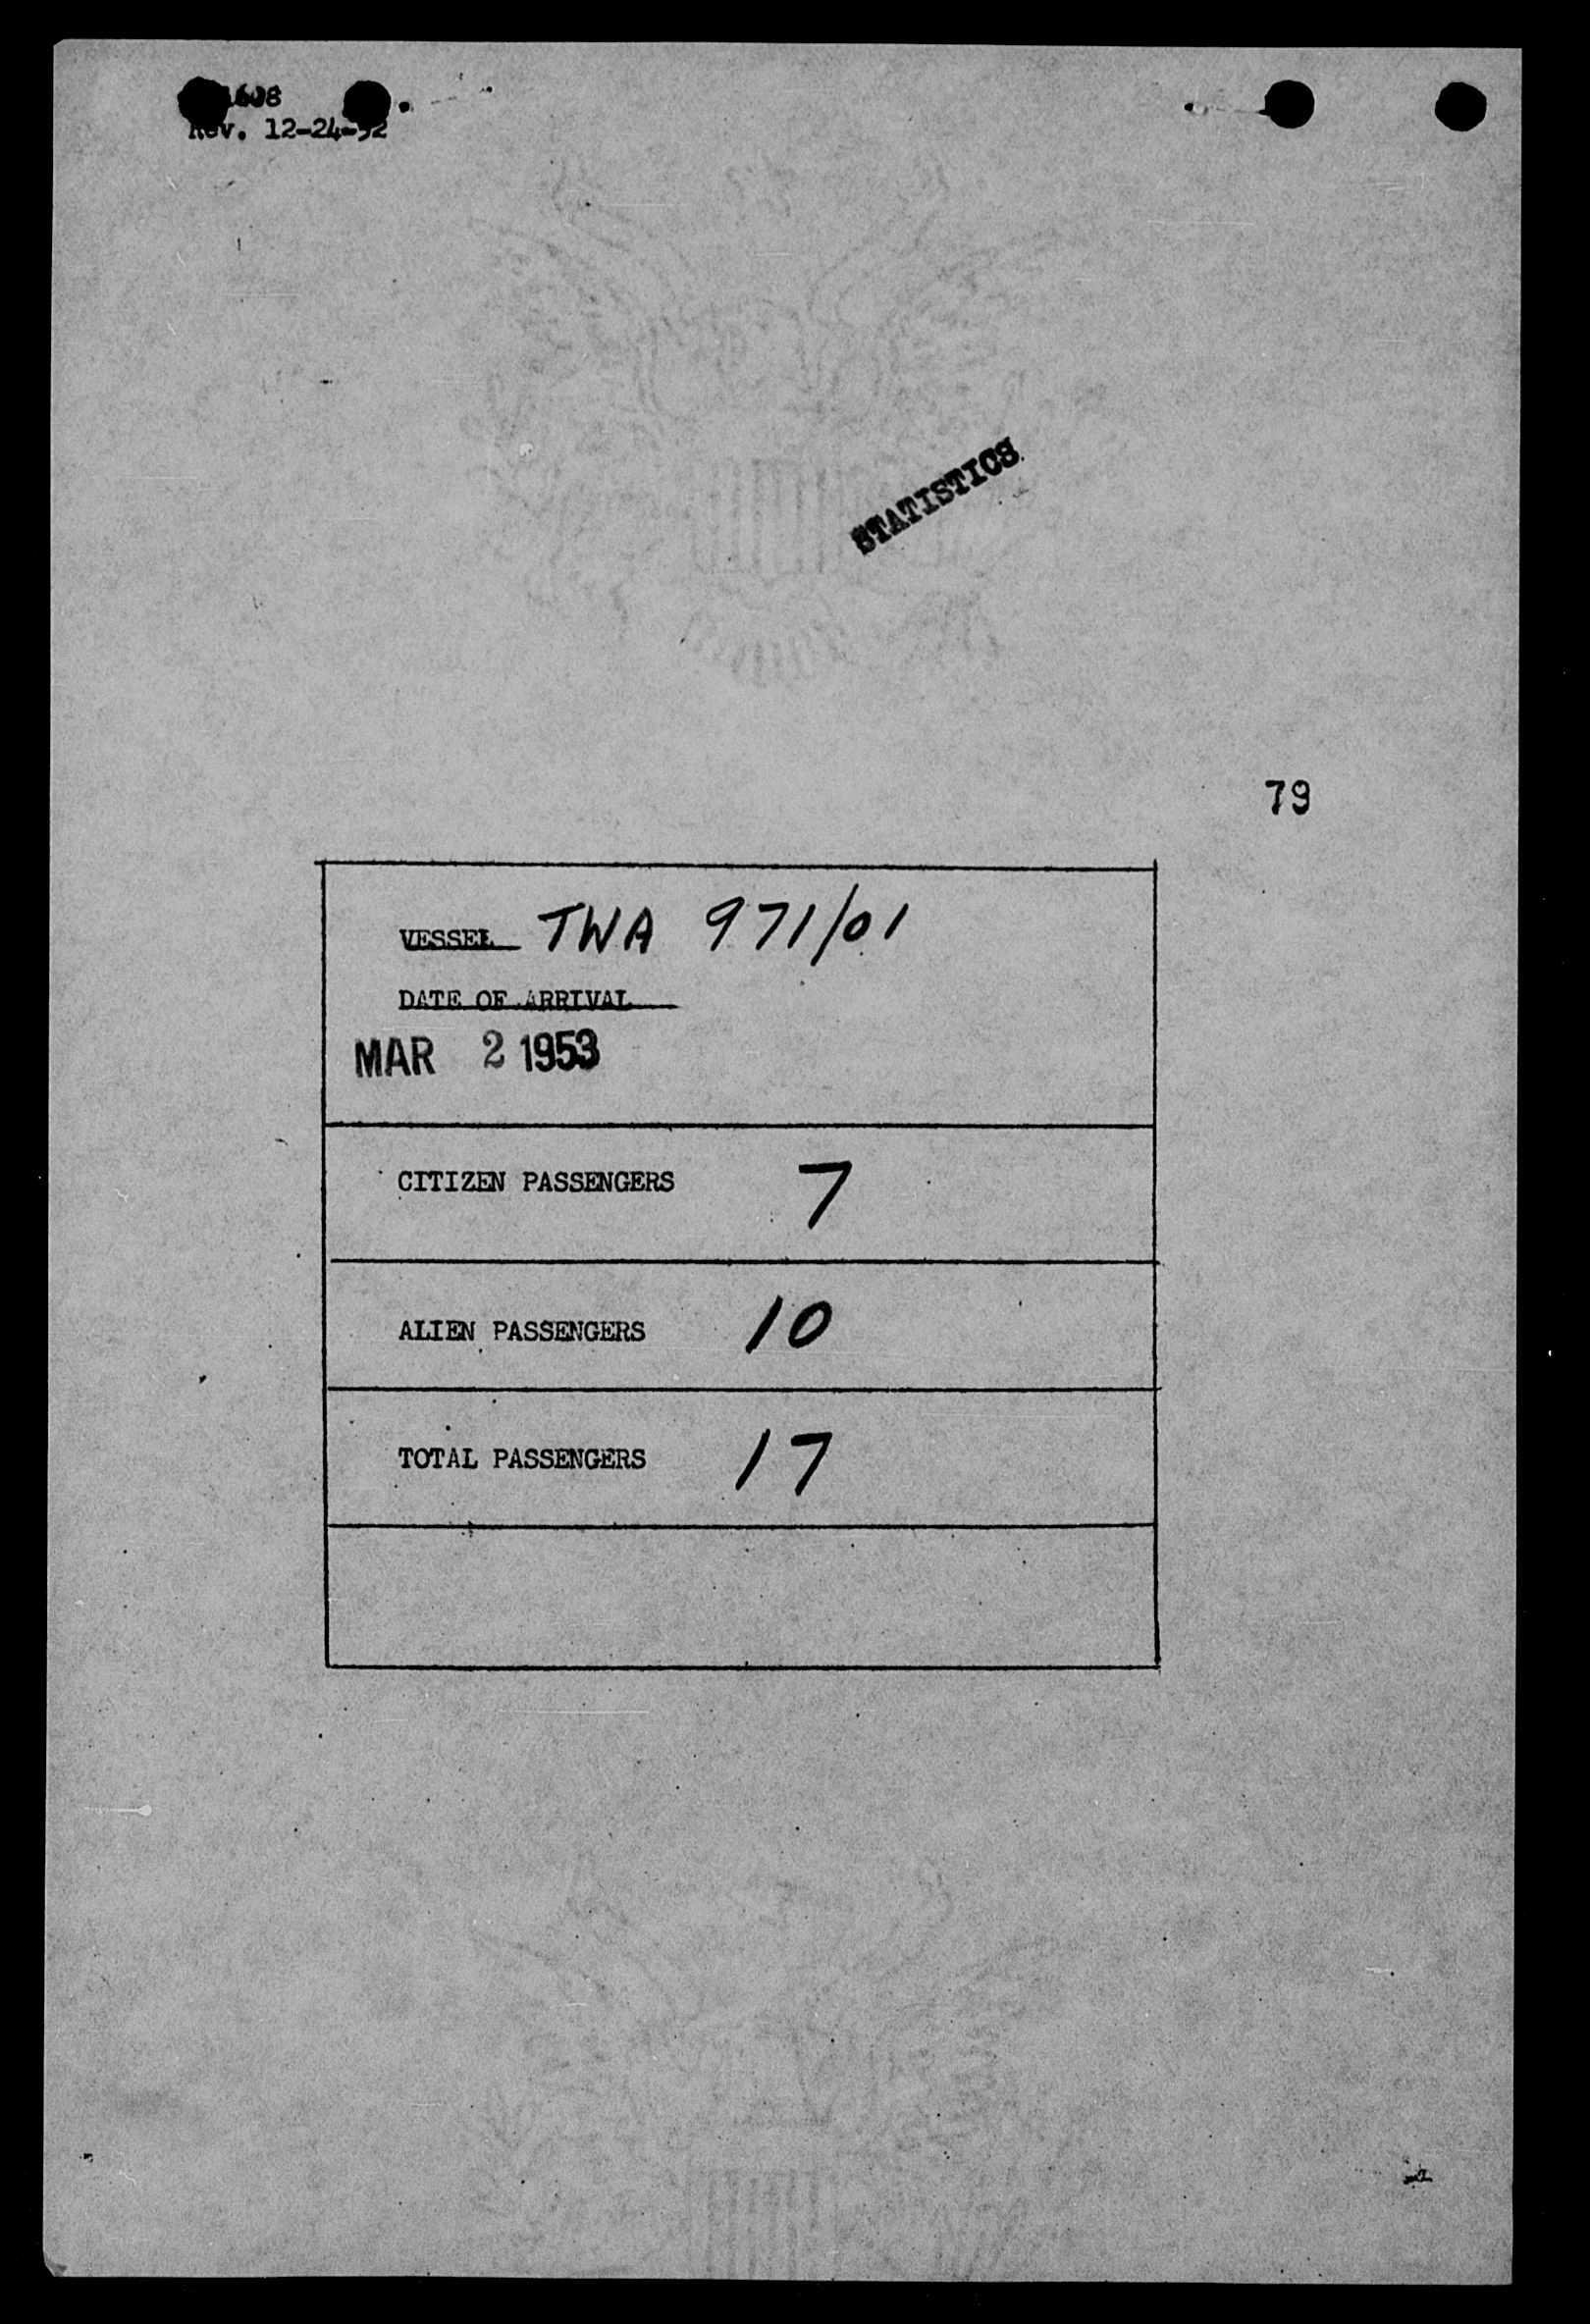 1608
Rev. 12-24-52
STATISTICS
79
VESSEL TWA 971/01
DATE OF ARRIVAL
MAR 2 1953
CITIZEN PASSENGERS 7
ALIEN PASSENGERS 10
TOTAL PASSENGERS 17